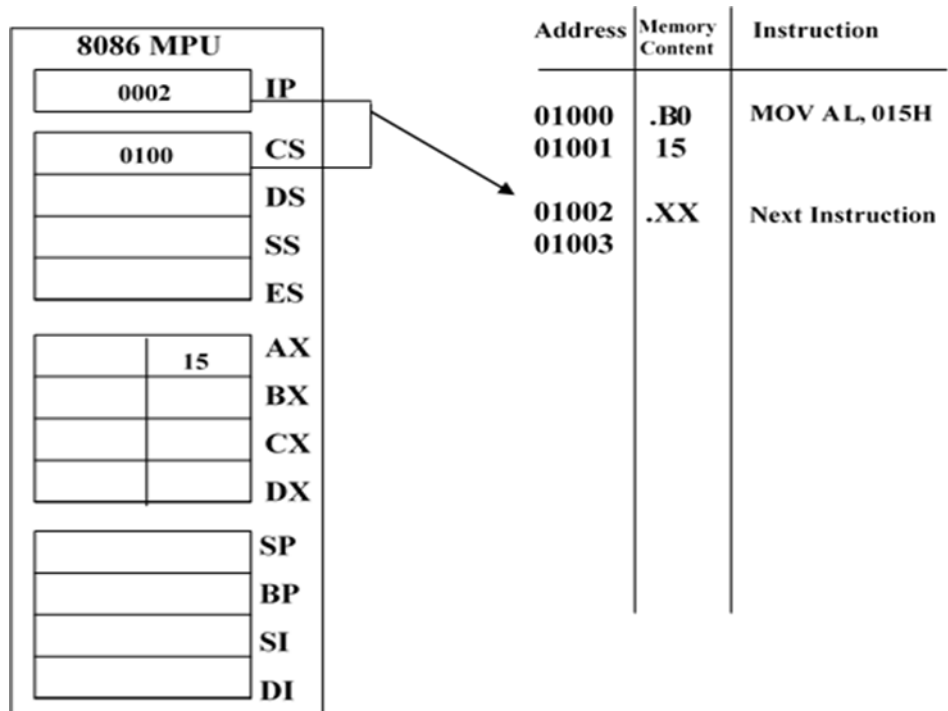 8086 MPU
0002 IP
0100 CS
DS
SS
ES
15 AX
BX
CX
DX
SP
BP
SI
DI
Address Memory Content Instruction
01000 .B0 MOV AL, 015H
01001 15
01002 .XX Next Instruction
01003